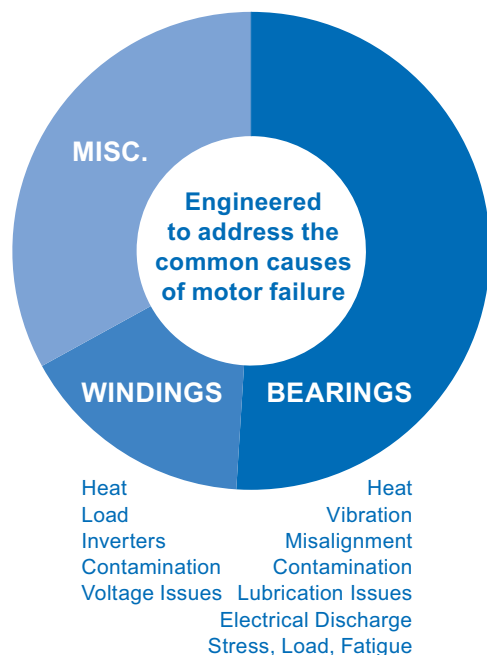 MISC.
Engineered
to address the
common causes
of motor failure
WINDINGS
BEARINGS
Heat
Load
Inverters
Contamination
Voltage Issues
Heat
Vibration
Misalignment
Contamination
Lubrication Issues
Electrical Discharge
Stress, Load, Fatigue